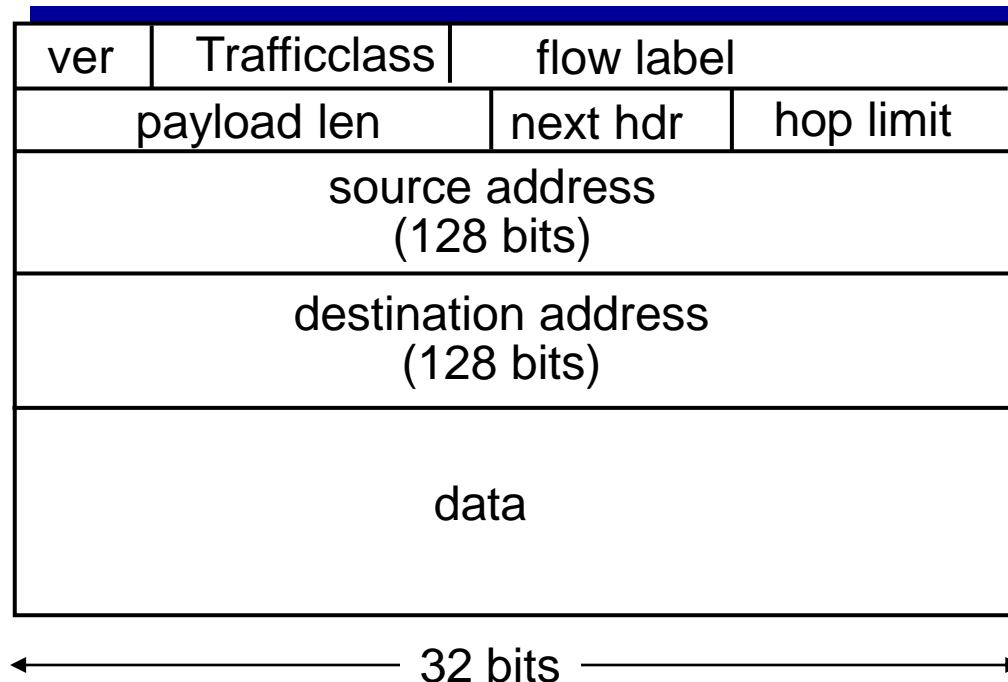 ver Trafficclass flow label
payload len next hdr hop limit
source address
(128 bits)
destination address
(128 bits)
data
32 bits